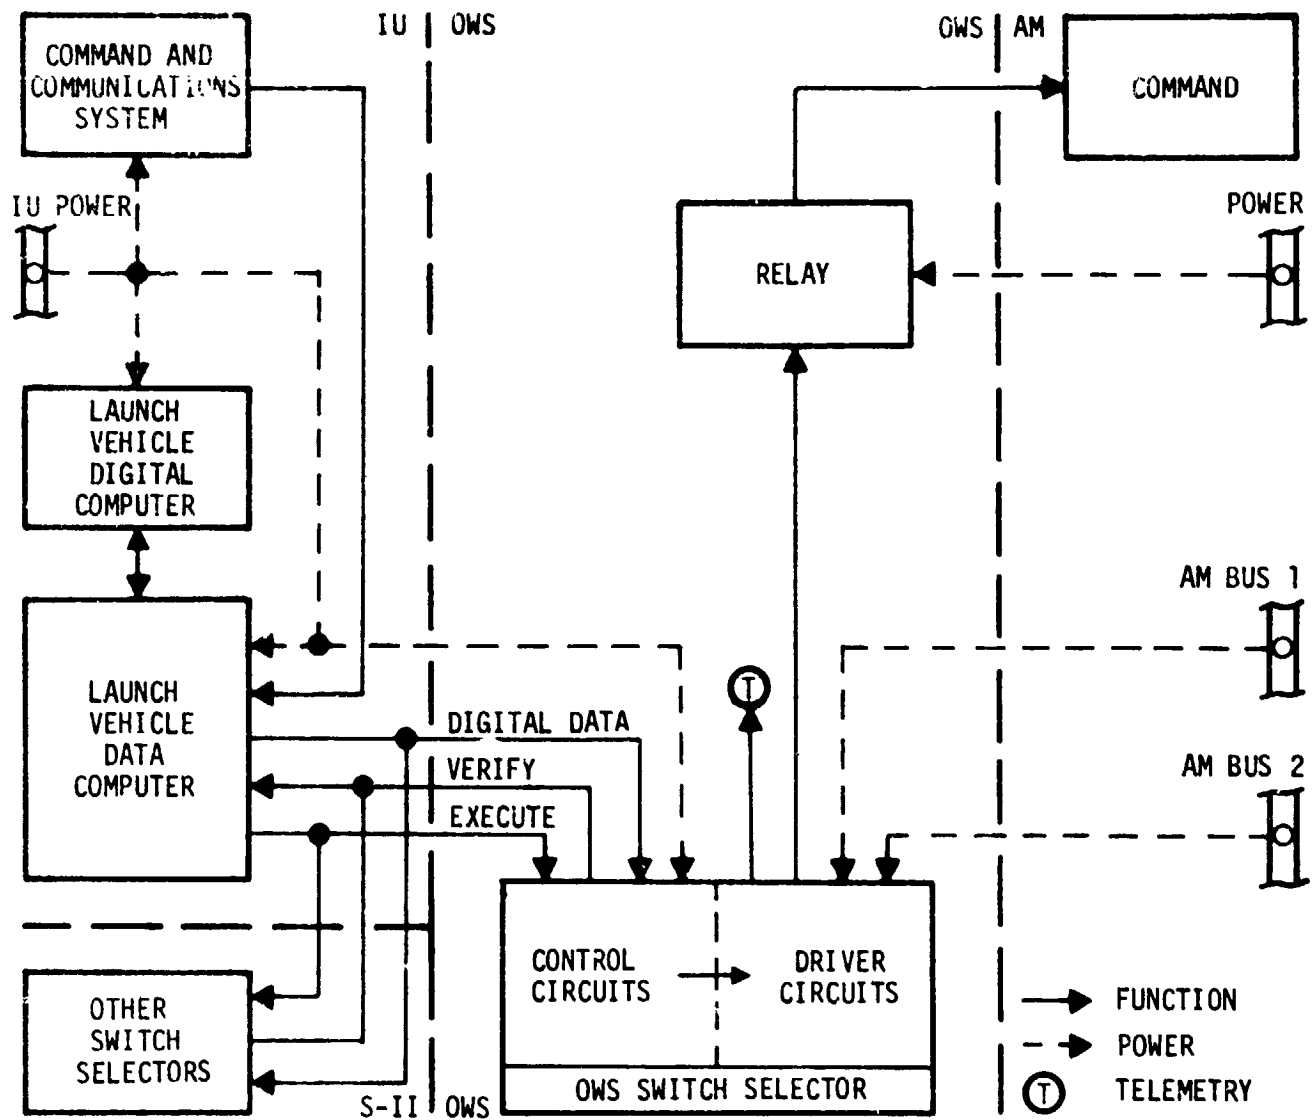 IU | OWS
OWS | AM
COMMAND AND
COMMUNICATIONS
SYSTEM
COMMAND
IU POWER
POWER
RELAY
LAUNCH
VEHICLE
DIGITAL
COMPUTER
AM BUS 1
LAUNCH
VEHICLE
DATA
COMPUTER
T
DIGITAL DATA
VERIFY
EXECUTE
AM BUS 2
CONTROL
CIRCUITS
DRIVER
CIRCUITS
OWS SWITCH SELECTOR
OTHER
SWITCH
SELECTORS
S-II | OWS
FUNCTION
POWER
T TELEMETRY